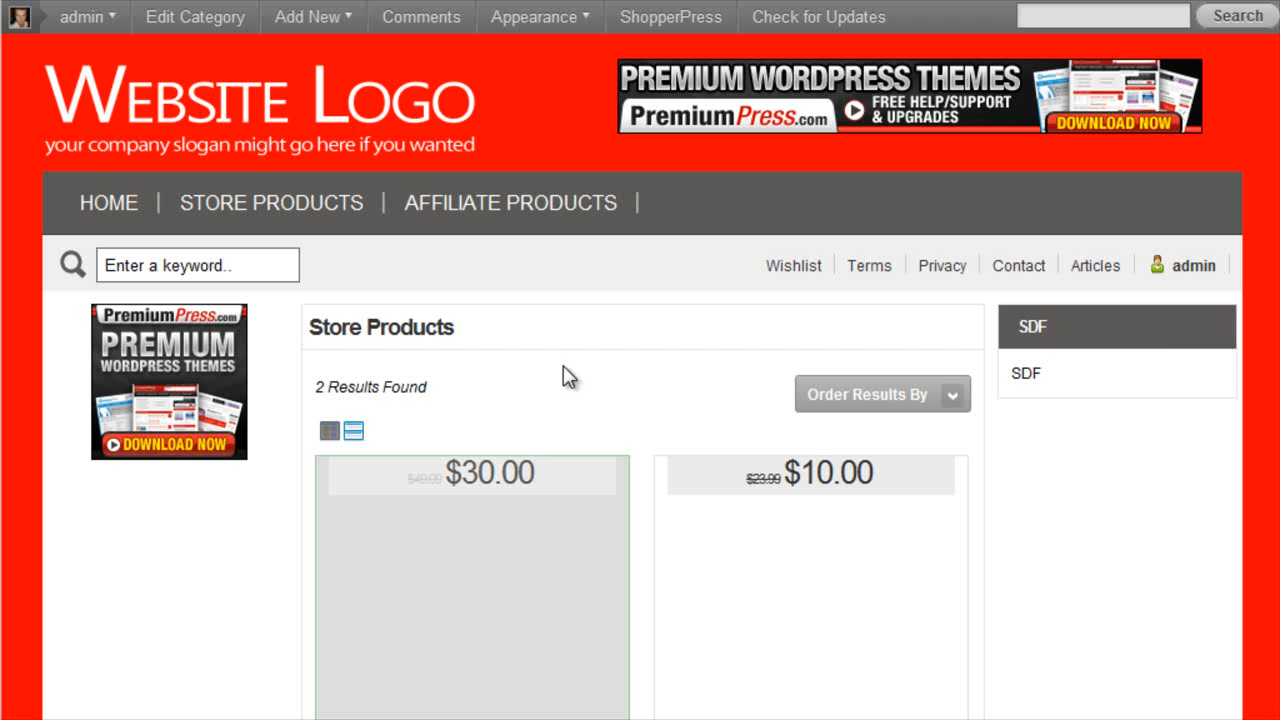 admin Edit Category Add New Comments Appearance ShopperPress Check for Updates Search
WEBSITE LOGO
your company slogan might go here if you wanted
PREMIUM WORDPRESS THEMES
PremiumPress.com
FREE HELP/SUPPORT
& UPGRADES
DOWNLOAD NOW
HOME | STORE PRODUCTS | AFFILIATE PRODUCTS |
Enter a keyword..
Wishlist Terms Privacy Contact Articles admin
PremiumPress.com
PREMIUM
WORDPRESS THEMES
DOWNLOAD NOW
Store Products
2 Results Found
Order Results By
$30.00
$23.99 $10.00
SDF
SDF